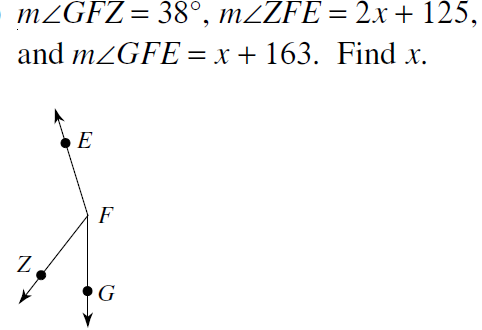 m∠GFZ = 38°, m∠ZFE = 2x + 125,
and m∠GFE = x + 163.  Find x.
E
F
Z
G